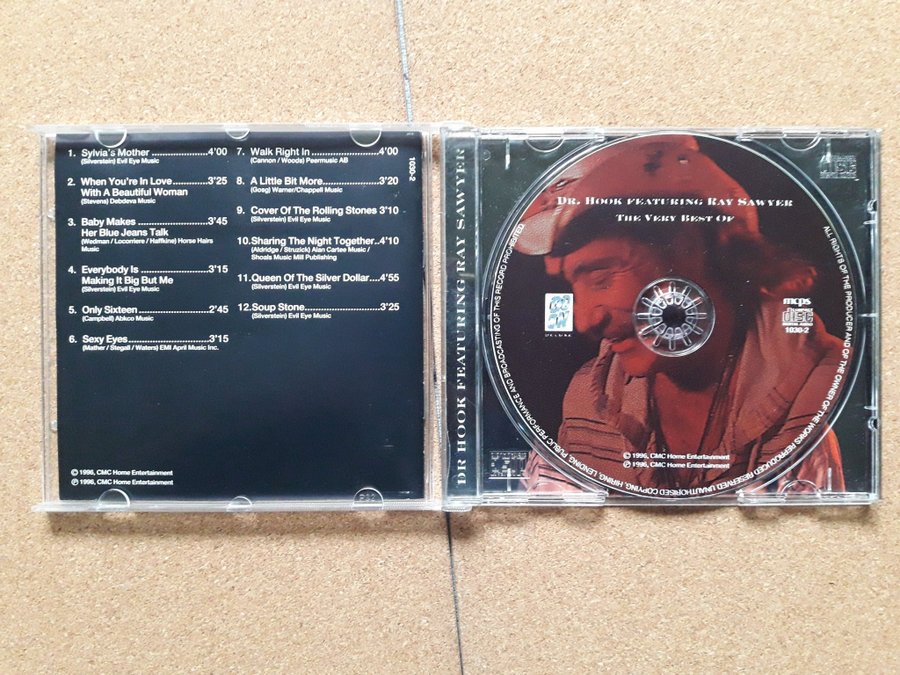 1. Sylvia's Mother ..................4'00
(Silverstein) Evil Eye Music
2. When You're In Love.............3'25
With A Beautiful Woman
(Stevens) Debdava Music
3. Baby Makes .......................3'45
Her Blue Jeans Talk
(Wedman / Locorriere / Haffkine) Horse Hairs
Music
4. Everybody Is......................3'15
Making It Big But Me
(Silverstein) Evil Eye Music
5. Only Sixteen .....................2'45
(Campbell) Abkco Music
6. Sexy Eyes.........................3'15
(Mather / Stegall / Waters) EMI April Music Inc.
7. Walk Right In .....................4'00
(Cannon / Woods) Peermusic AB
8. A Little Bit More..................3'20
(Goeg) Warner/Chappell Music
9. Cover Of The Rolling Stones 3'10
(Silverstein) Evil Eye Music
10. Sharing The Night Together..4'10
(Aldridge / Struzick) Alan Cartee Music /
Shoals Music Mill Publishing
11. Queen Of The Silver Dollar....4'55
(Silverstein) Evil Eye Music
12. Soup Stone.......................3'25
(Silverstein) Evil Eye Music
1030-2
© 1996, CMC Home Entertainment
℗ 1996, CMC Home Entertainment
DR HOOK FEATURING RAY SAWYER
Dr. Hook featuring Ray Sawyer
The Very Best Of
mcps
COMPACT
disc
DIGITAL AUDIO
1030-2
© 1996, CMC Home Entertainment
℗ 1996, CMC Home Entertainment
ALL RIGHTS OF THE PRODUCER AND OF THE OWNER OF THE WORKS REPRODUCED RESERVED. UNAUTHORISED COPYING, HIRING, LENDING, PUBLIC PERFORMANCE AND BROADCASTING OF THIS RECORD PROHIBITED